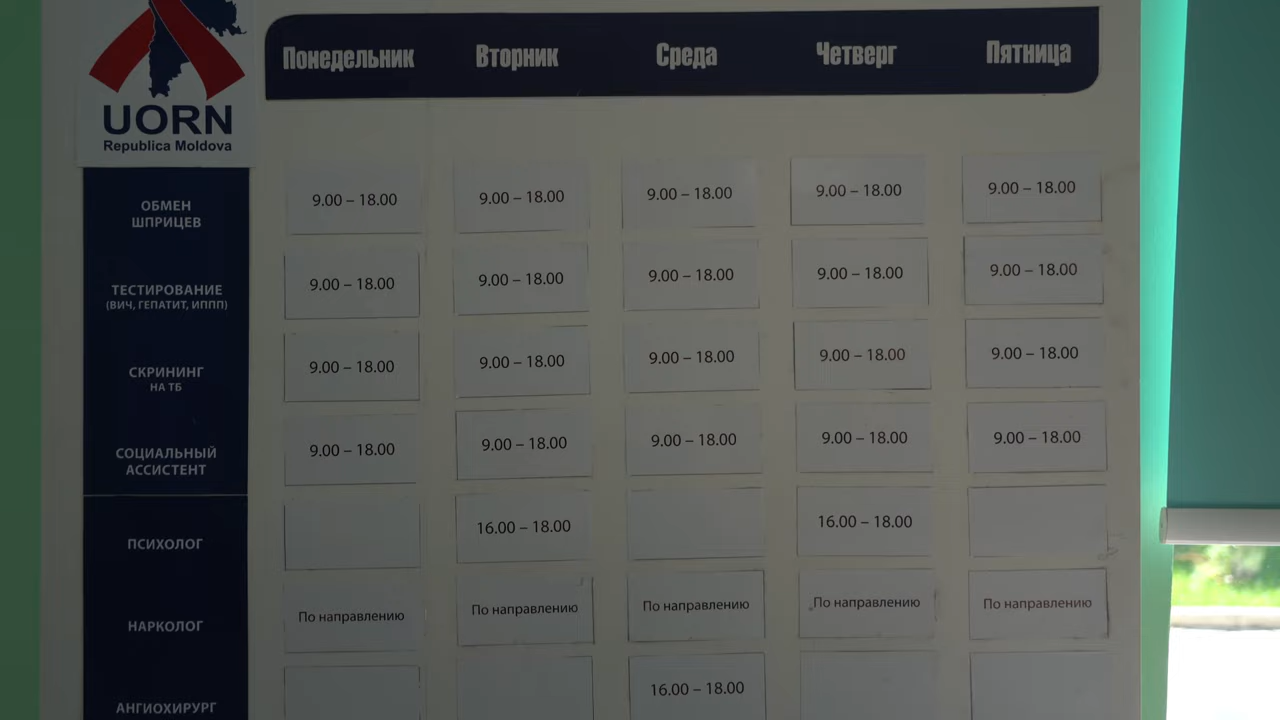 UORN
Republica Moldova
Понедельник Вторник Среда Четверг Пятница
ОБМЕН
ШПРИЦЕВ
9.00 – 18.00 9.00 – 18.00 9.00 – 18.00 9.00 – 18.00 9.00 – 18.00
ТЕСТИРОВАНИЕ
(ВИЧ, ГЕПАТИТ, ИППП)
9.00 – 18.00 9.00 – 18.00 9.00 – 18.00 9.00 – 18.00 9.00 – 18.00
СКРИНИНГ
НА ТБ
9.00 – 18.00 9.00 – 18.00 9.00 – 18.00 9.00 – 18.00 9.00 – 18.00
СОЦИАЛЬНЫЙ
АССИСТЕНТ
9.00 – 18.00 9.00 – 18.00 9.00 – 18.00 9.00 – 18.00 9.00 – 18.00
ПСИХОЛОГ
16.00 – 18.00 16.00 – 18.00
НАРКОЛОГ
По направлению По направлению По направлению По направлению По направлению
АНГИОХИРУРГ
16.00 – 18.00